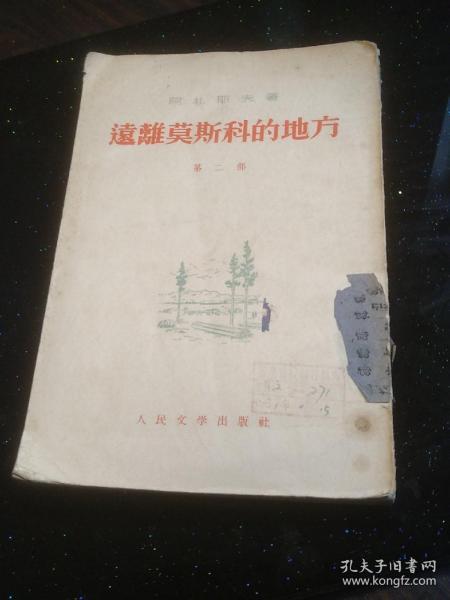 阿札耶夫著
遠離莫斯科的地方
第二部
人民文学出版社
孔夫子旧书网
www.kongfz.com